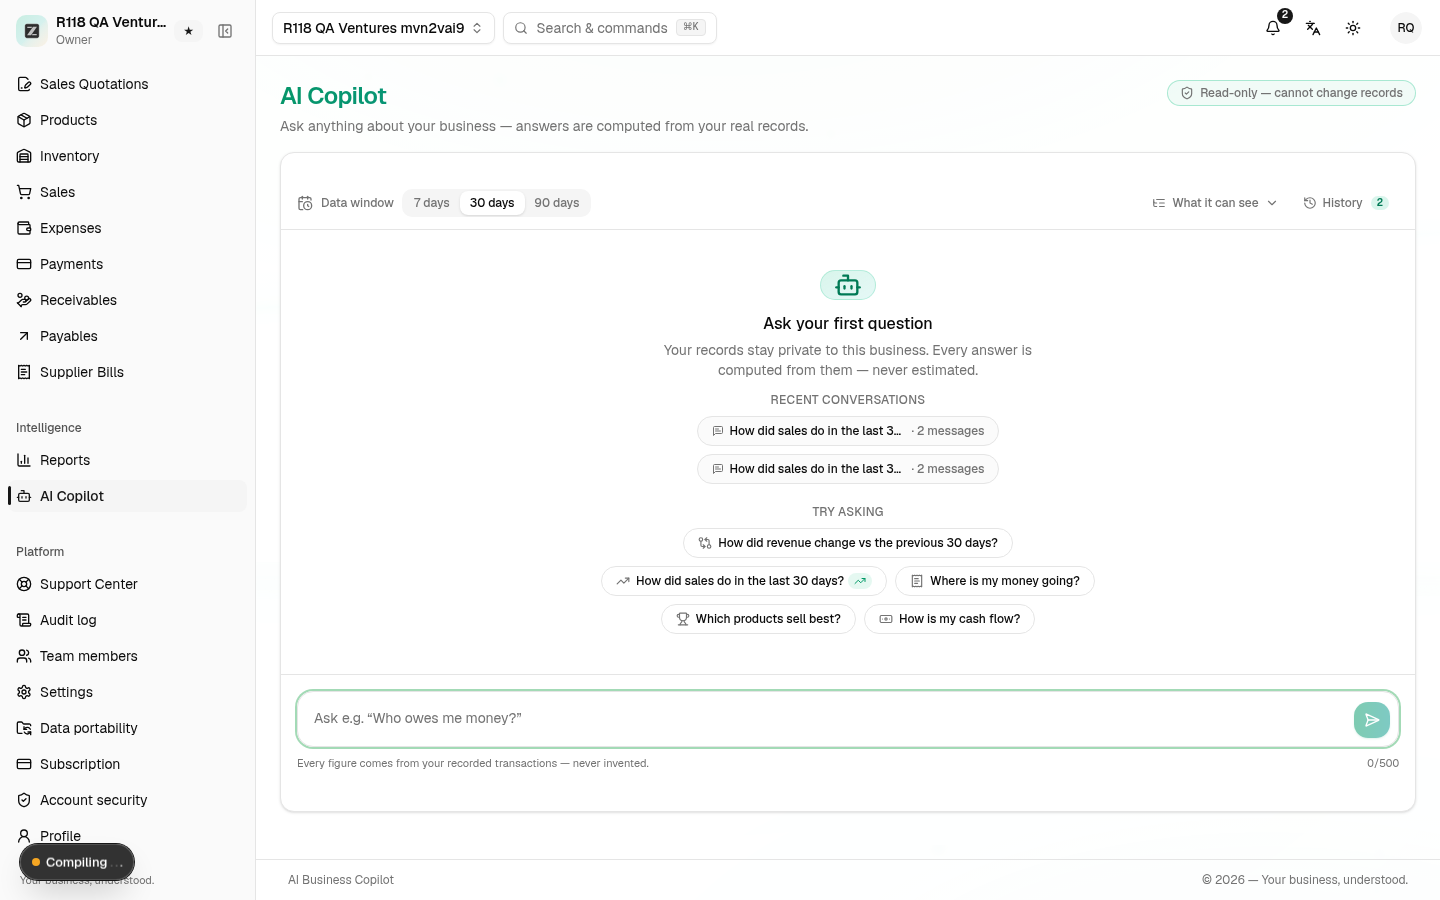 R118 QA Ventur...
Owner
★
R118 QA Ventures mvn2vai9
Search & commands
⌘K
2
RQ
Sales Quotations
Products
Inventory
Sales
Expenses
Payments
Receivables
Payables
Supplier Bills
Intelligence
Reports
AI Copilot
Platform
Support Center
Audit log
Team members
Settings
Data portability
Subscription
Account security
Profile
Compiling ...
Your business, understood.
AI Copilot
Read-only — cannot change records
Ask anything about your business — answers are computed from your real records.
Data window
7 days
30 days
90 days
What it can see
History
2
Ask your first question
Your records stay private to this business. Every answer is
computed from them — never estimated.
RECENT CONVERSATIONS
How did sales do in the last 3... · 2 messages
How did sales do in the last 3... · 2 messages
TRY ASKING
How did revenue change vs the previous 30 days?
How did sales do in the last 30 days?
Where is my money going?
Which products sell best?
How is my cash flow?
Ask e.g. “Who owes me money?”
Every figure comes from your recorded transactions — never invented.
0/500
AI Business Copilot
© 2026 — Your business, understood.